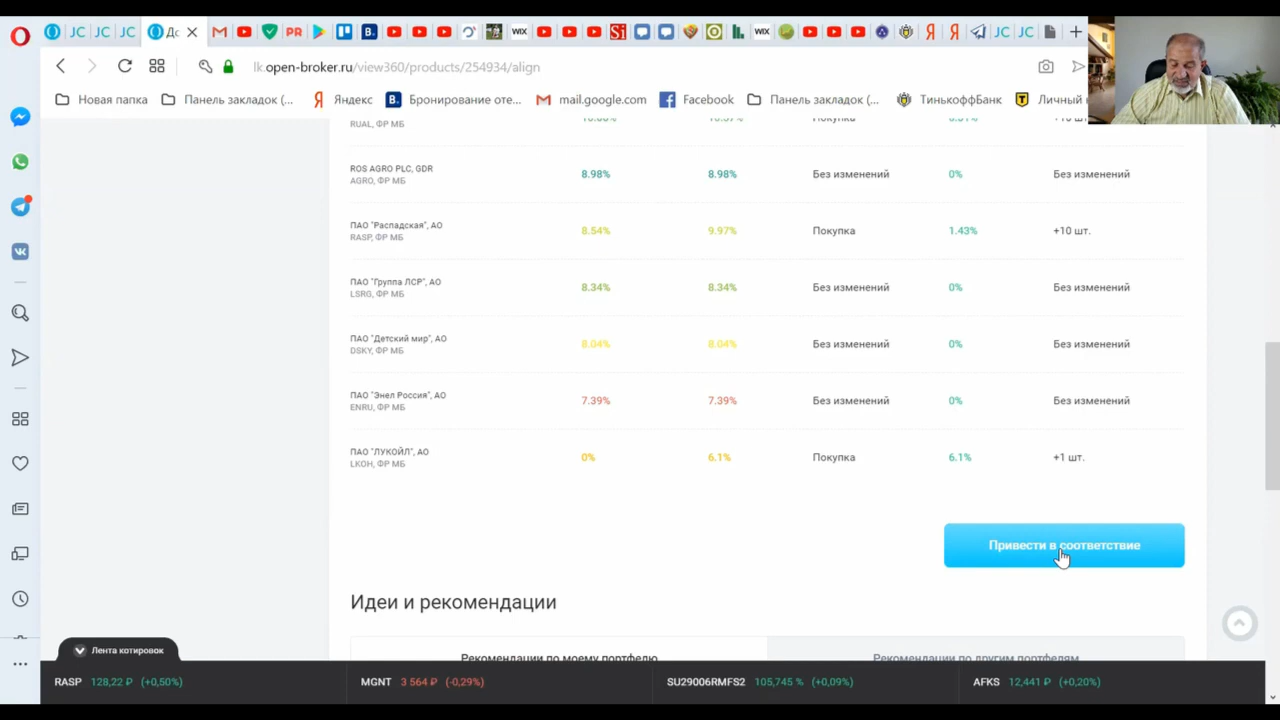 JC
JC
JC
Дс
PR
B.
WIX
Si
WIX
Я
Я
JC
JC
lk.open-broker.ru/view360/products/254934/align
Новая папка
Панель закладок (...
Яндекс
Бронирование оте...
mail.google.com
Facebook
Панель закладок (...
ТинькоффБанк
Личный
RUAL, ФР МБ
Покупка
ROS AGRO PLC, GDR
AGRO, ФР МБ
8.98%
8.98%
Без изменений
0%
Без изменений
ПАО "Распадская", АО
RASP, ФР МБ
8.54%
9.97%
Покупка
1.43%
+10 шт.
ПАО "Группа ЛСР", АО
LSRG, ФР МБ
8.34%
8.34%
Без изменений
0%
Без изменений
ПАО "Детский мир", АО
DSKY, ФР МБ
8.04%
8.04%
Без изменений
0%
Без изменений
ПАО "Энел Россия", АО
ENRU, ФР МБ
7.39%
7.39%
Без изменений
0%
Без изменений
ПАО "ЛУКОЙЛ", АО
LKOH, ФР МБ
0%
6.1%
Покупка
6.1%
+1 шт.
Привести в соответствие
Идеи и рекомендации
Рекомендации по моему портфелю
Рекомендации по другим портфелям
Лента котировок
RASP 128,22 ₽ (+0,50%)
MGNT 3 564 ₽ (-0,29%)
SU29006RMFS2 105,745 % (+0,09%)
AFKS 12,441 ₽ (+0,20%)